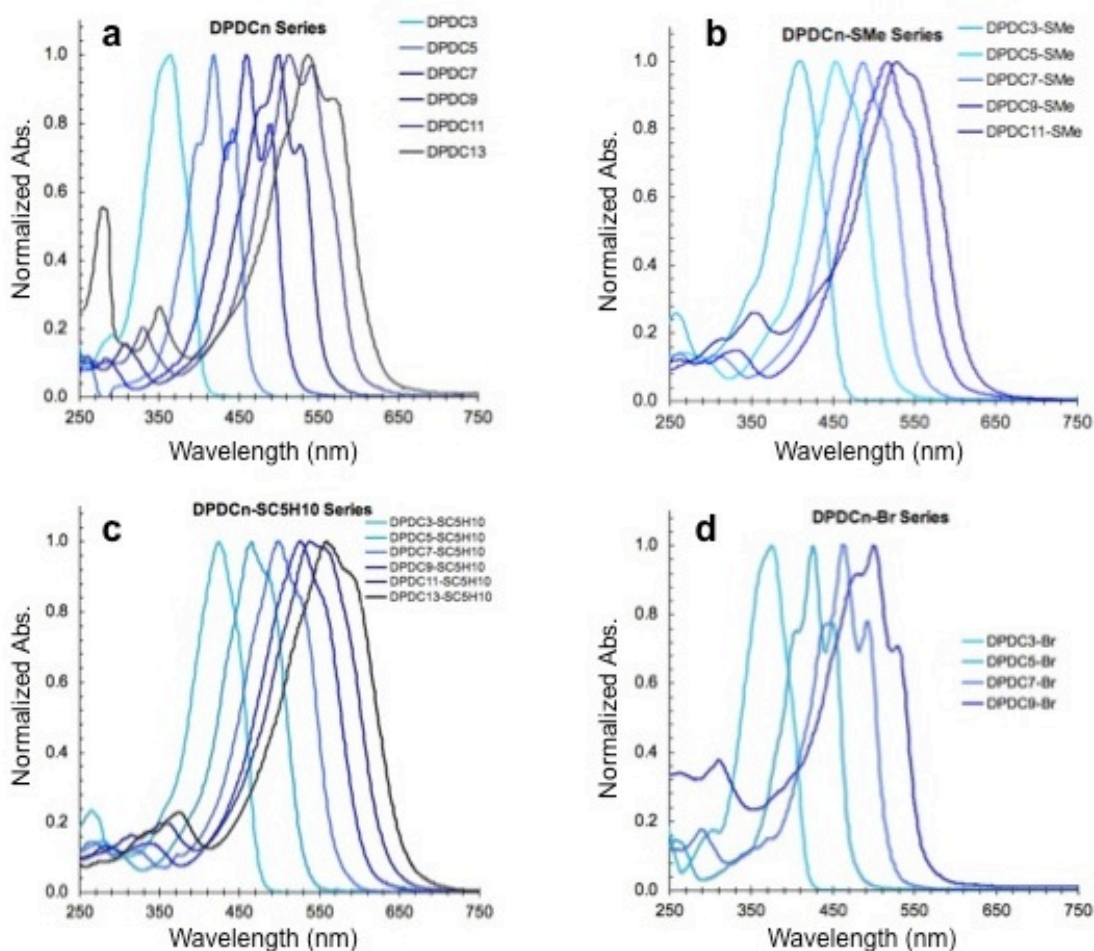 a
DPDCn Series
DPDC3
DPDC5
DPDC7
DPDC9
DPDC11
DPDC13
Normalized Abs.
1.0
0.8
0.6
0.4
0.2
0.0
250 350 450 550 650 750
Wavelength (nm)
b
DPDCn-SMe Series
DPDC3-SMe
DPDC5-SMe
DPDC7-SMe
DPDC9-SMe
DPDC11-SMe
Normalized Abs.
1.0
0.8
0.6
0.4
0.2
0.0
250 350 450 550 650 750
Wavelength (nm)
c
DPDCn-SC5H10 Series
DPDC3-SC5H10
DPDC5-SC5H10
DPDC7-SC5H10
DPDC9-SC5H10
DPDC11-SC5H10
DPDC13-SC5H10
Normalized Abs.
1.0
0.8
0.6
0.4
0.2
0.0
250 350 450 550 650 750
Wavelength (nm)
d
DPDCn-Br Series
DPDC3-Br
DPDC5-Br
DPDC7-Br
DPDC9-Br
Normalized Abs.
1.0
0.8
0.6
0.4
0.2
0.0
250 350 450 550 650 750
Wavelength (nm)